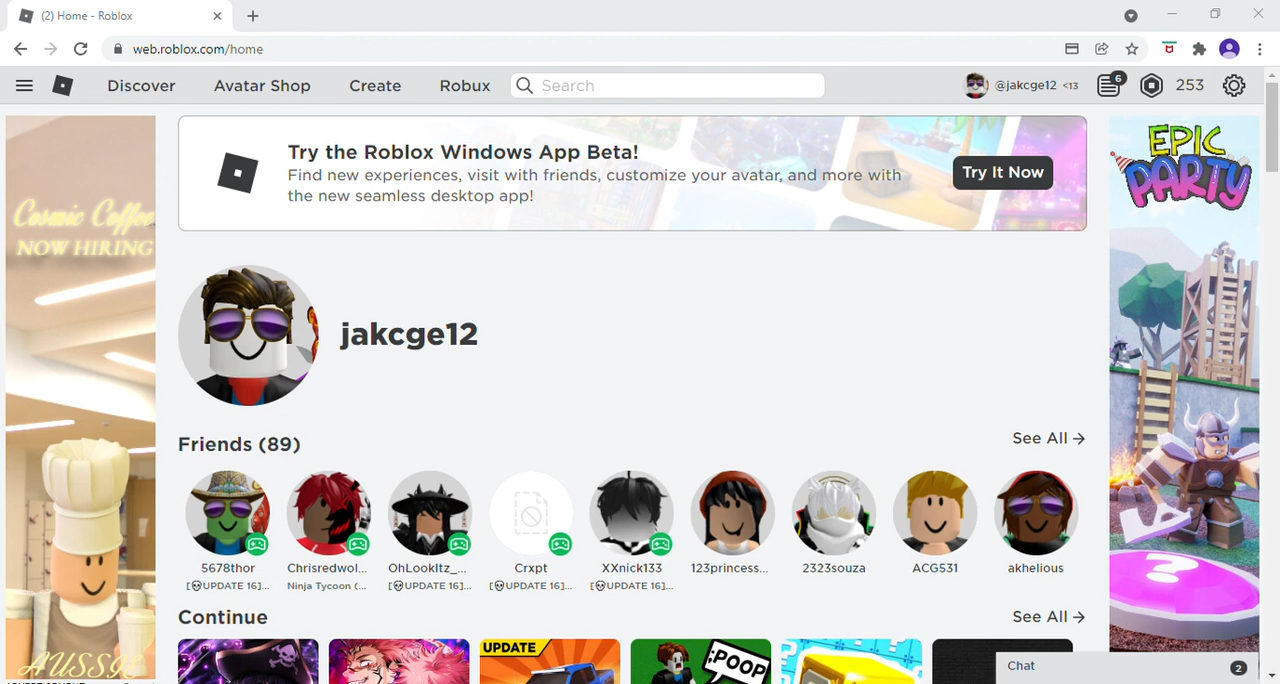 (2) Home - Roblox
web.roblox.com/home
Discover
Avatar Shop
Create
Robux
Search
@jakcge12 <13
6
253
Cosmic Coffee
NOW HIRING
AUSSIE
Try the Roblox Windows App Beta!
Find new experiences, visit with friends, customize your avatar, and more with
the new seamless desktop app!
Try It Now
EPIC
PARTY
?
jakcge12
Friends (89)
See All →
5678thor
Chrisredwol...
OhLookItz_...
Crxpt
XXnick133
123princess...
2323souza
ACG531
akhelious
[💀UPDATE 16]...
Ninja Tycoon (...
[💀UPDATE 16]...
[💀UPDATE 16]...
[💀UPDATE 16]...
Continue
See All →
UPDATE
;POOP
Chat
2